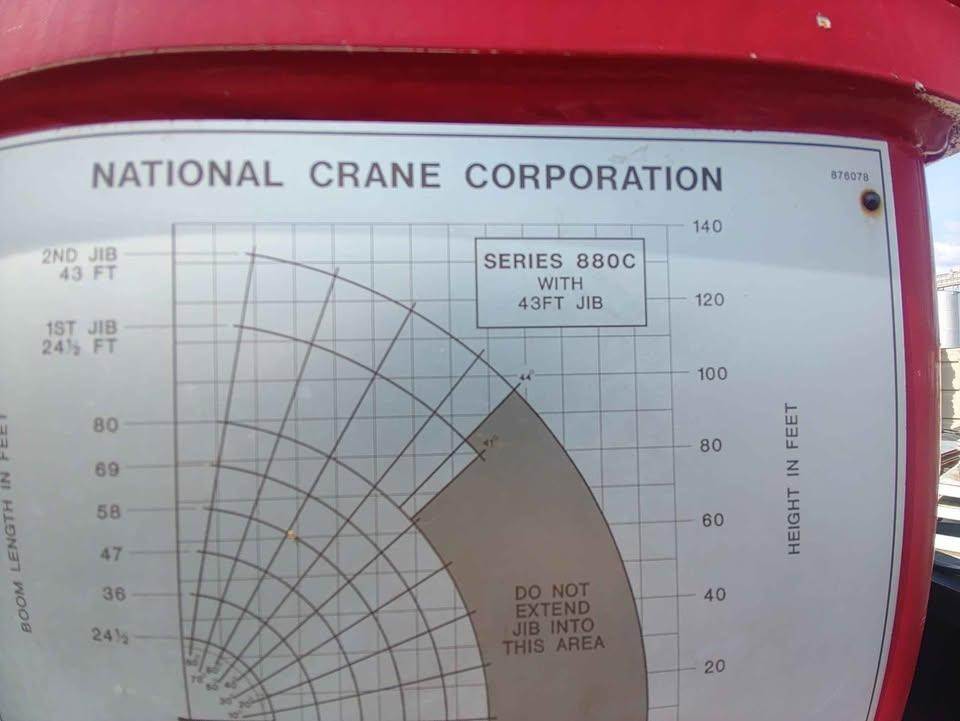 NATIONAL CRANE CORPORATION
876078
2ND JIB
43 FT
1ST JIB
24½ FT
80
69
58
47
36
24½
BOOM LENGTH IN FEET
SERIES 880C
WITH
43FT JIB
44°
41°
DO NOT
EXTEND
JIB INTO
THIS AREA
140
120
100
80
60
40
20
HEIGHT IN FEET